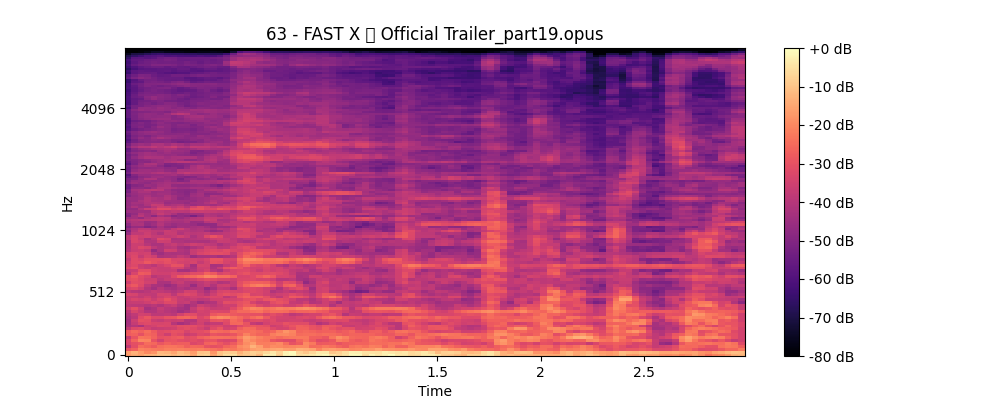 63 - FAST X ▯ Official Trailer_part19.opus
Hz
4096
2048
1024
512
0
0 0.5 1 1.5 2 2.5
Time
+0 dB
-10 dB
-20 dB
-30 dB
-40 dB
-50 dB
-60 dB
-70 dB
-80 dB